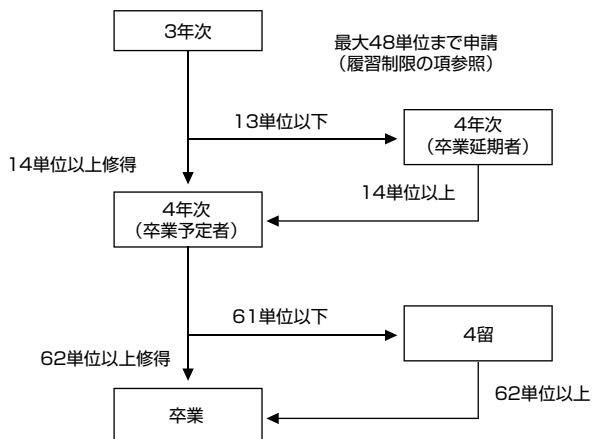 3年次
最大48単位まで申請
(履習制限の項参照)
13単位以下
4年次
(卒業延期者)
14単位以上修得
14単位以上
4年次
(卒業予定者)
61単位以下
4留
62単位以上修得
62単位以上
卒業